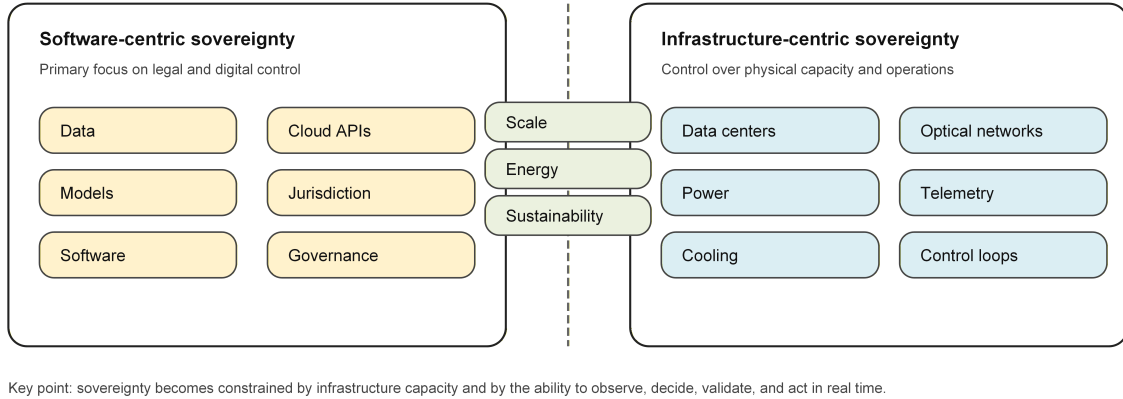 Software-centric sovereignty
Primary focus on legal and digital control
Data
Cloud APIs
Models
Jurisdiction
Software
Governance
Scale
Energy
Sustainability
Infrastructure-centric sovereignty
Control over physical capacity and operations
Data centers
Optical networks
Power
Telemetry
Cooling
Control loops
Key point: sovereignty becomes constrained by infrastructure capacity and by the ability to observe, decide, validate, and act in real time.